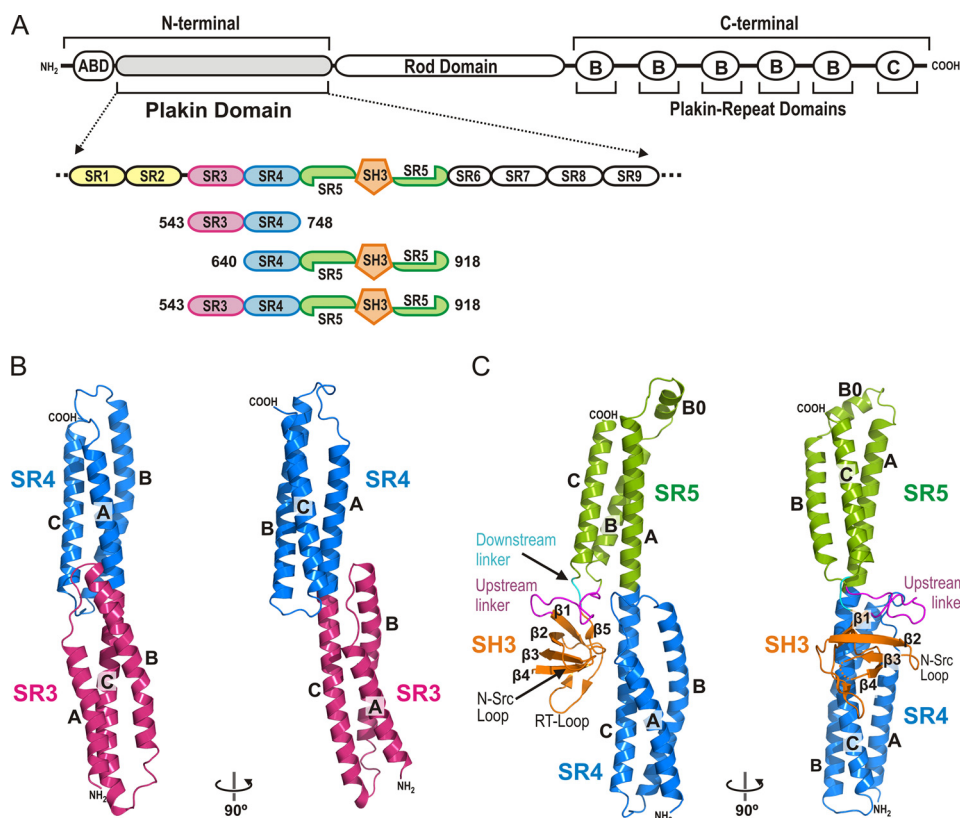 A
N-terminal
C-terminal
NH2
ABD
Rod Domain
B
B
B
B
B
C
COOH
Plakin Domain
Plakin-Repeat Domains
SR1
SR2
SR3
SR4
SR5
SH3
SR5
SR6
SR7
SR8
SR9
543
SR3
SR4
748
640
SR4
SR5
SH3
SR5
918
543
SR3
SR4
SR5
SH3
SR5
918
B
COOH
SR4
B
A
C
SR3
B
C
A
NH2
90º
COOH
SR4
C
A
B
B
C
SR3
A
NH2
C
B0
COOH
C
SR5
B
A
Downstream
linker
Upstream
linker
β1
β2
β5
SH3
β3
β4
N-Src
Loop
RT-Loop
B
A
C
SR4
NH2
90º
B0
COOH
A
C
B
SR5
Upstream
linker
β1
β2
SH3
β3
N-Src
Loop
β4
SR4
C
A
B
NH2